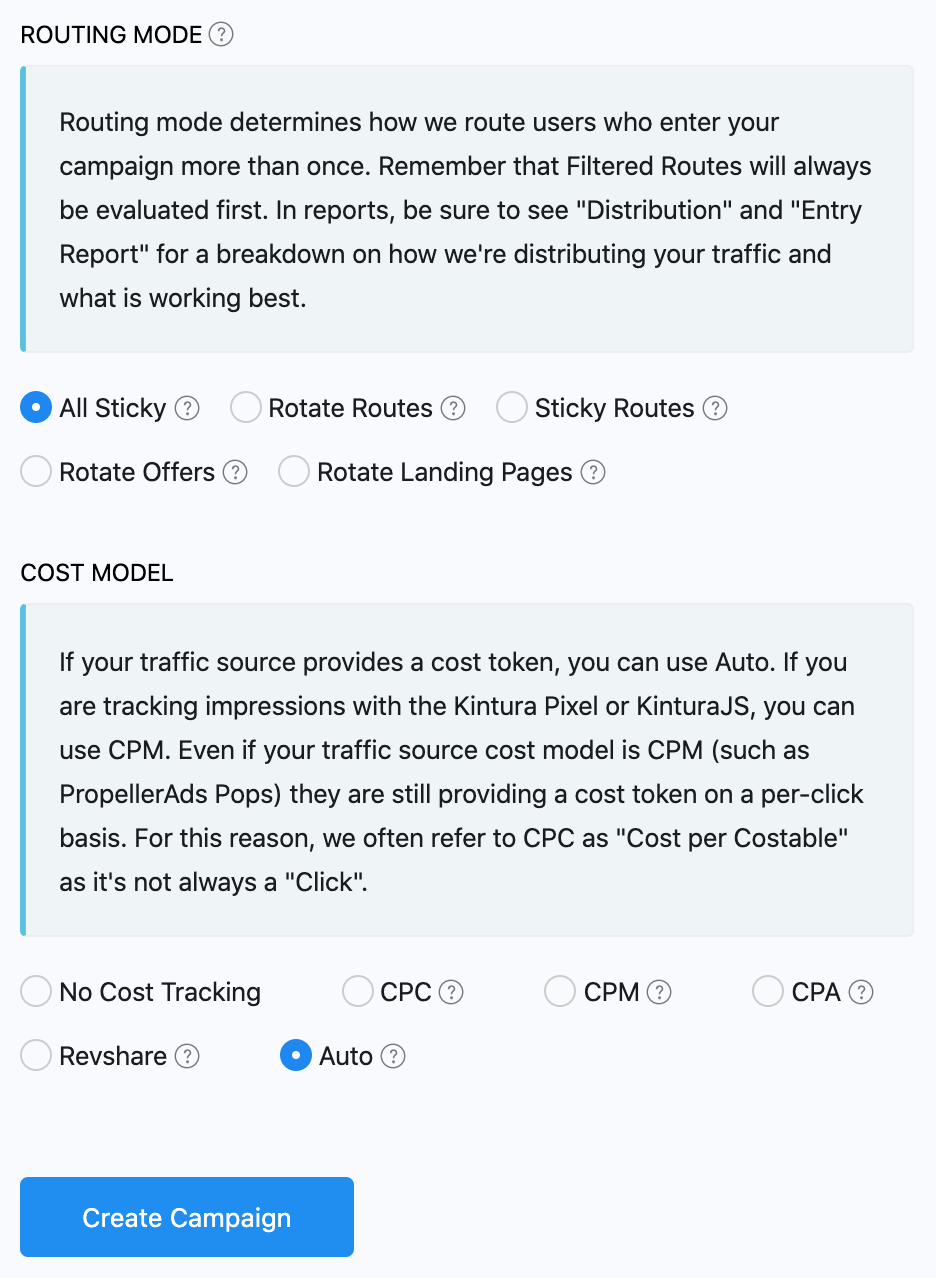 ROUTING MODE ?
Routing mode determines how we route users who enter your
campaign more than once. Remember that Filtered Routes will always
be evaluated first. In reports, be sure to see "Distribution" and "Entry
Report" for a breakdown on how we're distributing your traffic and
what is working best.
All Sticky ? Rotate Routes ? Sticky Routes ?
Rotate Offers ? Rotate Landing Pages ?
COST MODEL
If your traffic source provides a cost token, you can use Auto. If you
are tracking impressions with the Kintura Pixel or KinturaJS, you can
use CPM. Even if your traffic source cost model is CPM (such as
PropellerAds Pops) they are still providing a cost token on a per-click
basis. For this reason, we often refer to CPC as "Cost per Costable"
as it's not always a "Click".
No Cost Tracking CPC ? CPM ? CPA ?
Revshare ? Auto ?
Create Campaign